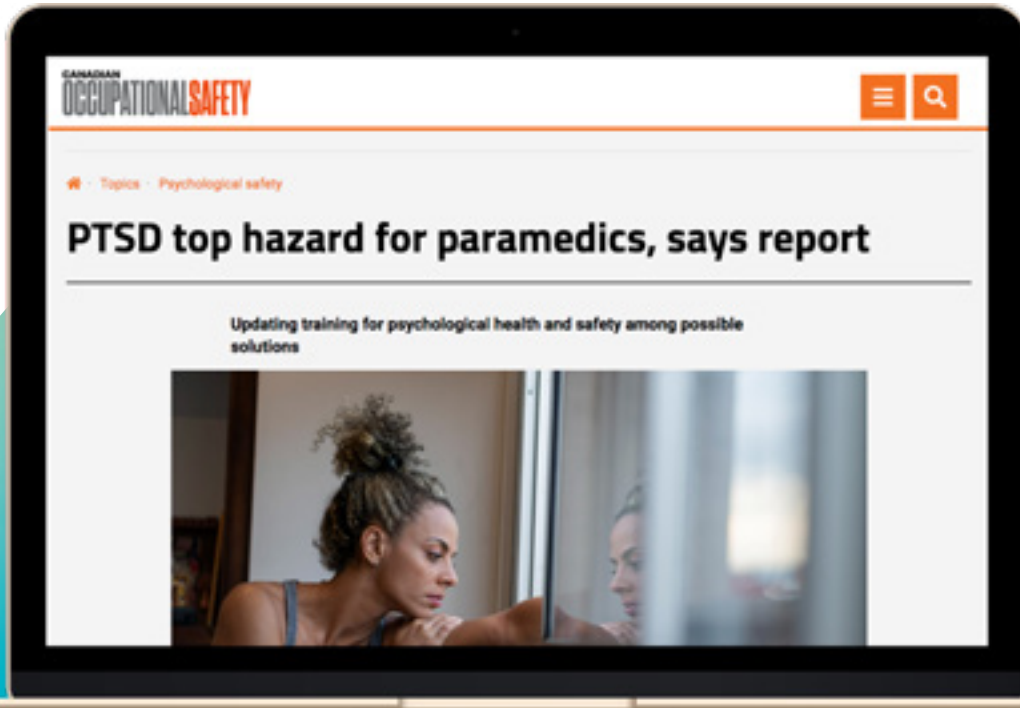 CANADIAN
OCCUPATIONALSAFETY
Topics · Psychological safety
PTSD top hazard for paramedics, says report
Updating training for psychological health and safety among possible
solutions